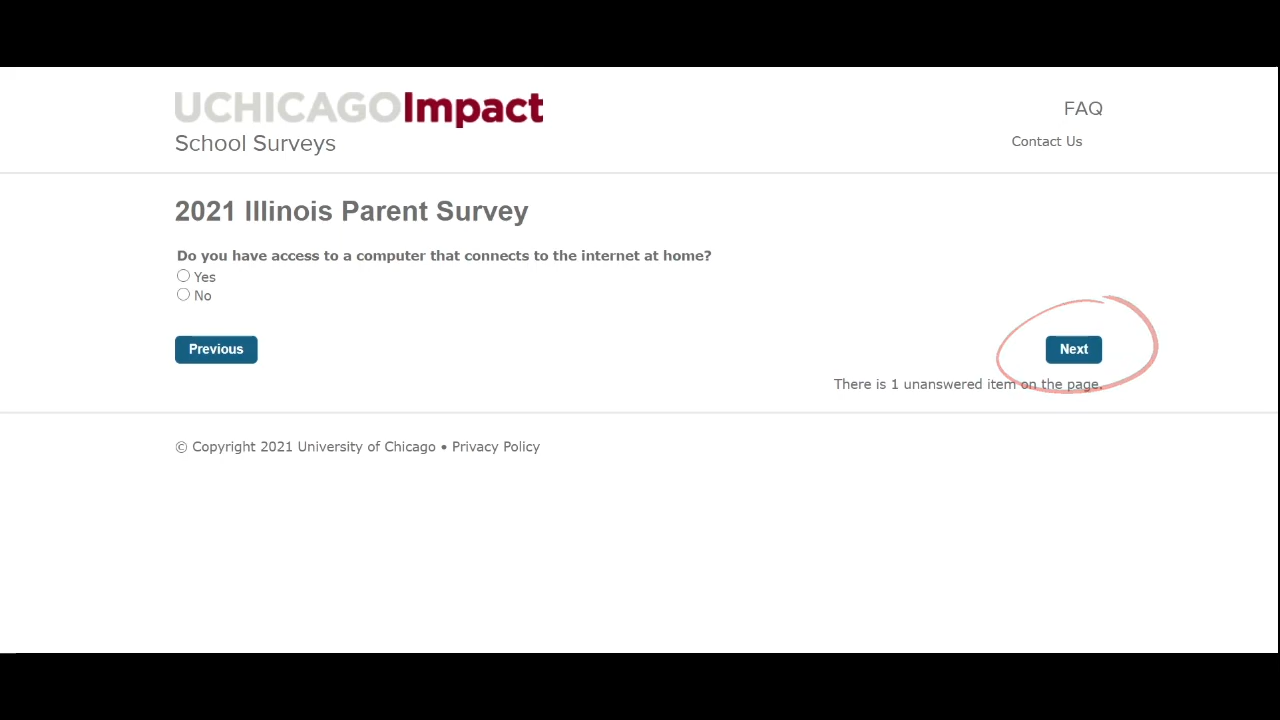 UCHICAGOImpact
School Surveys
FAQ
Contact Us
2021 Illinois Parent Survey
Do you have access to a computer that connects to the internet at home?
Yes
No
Previous
Next
There is 1 unanswered item on the page.
© Copyright 2021 University of Chicago • Privacy Policy